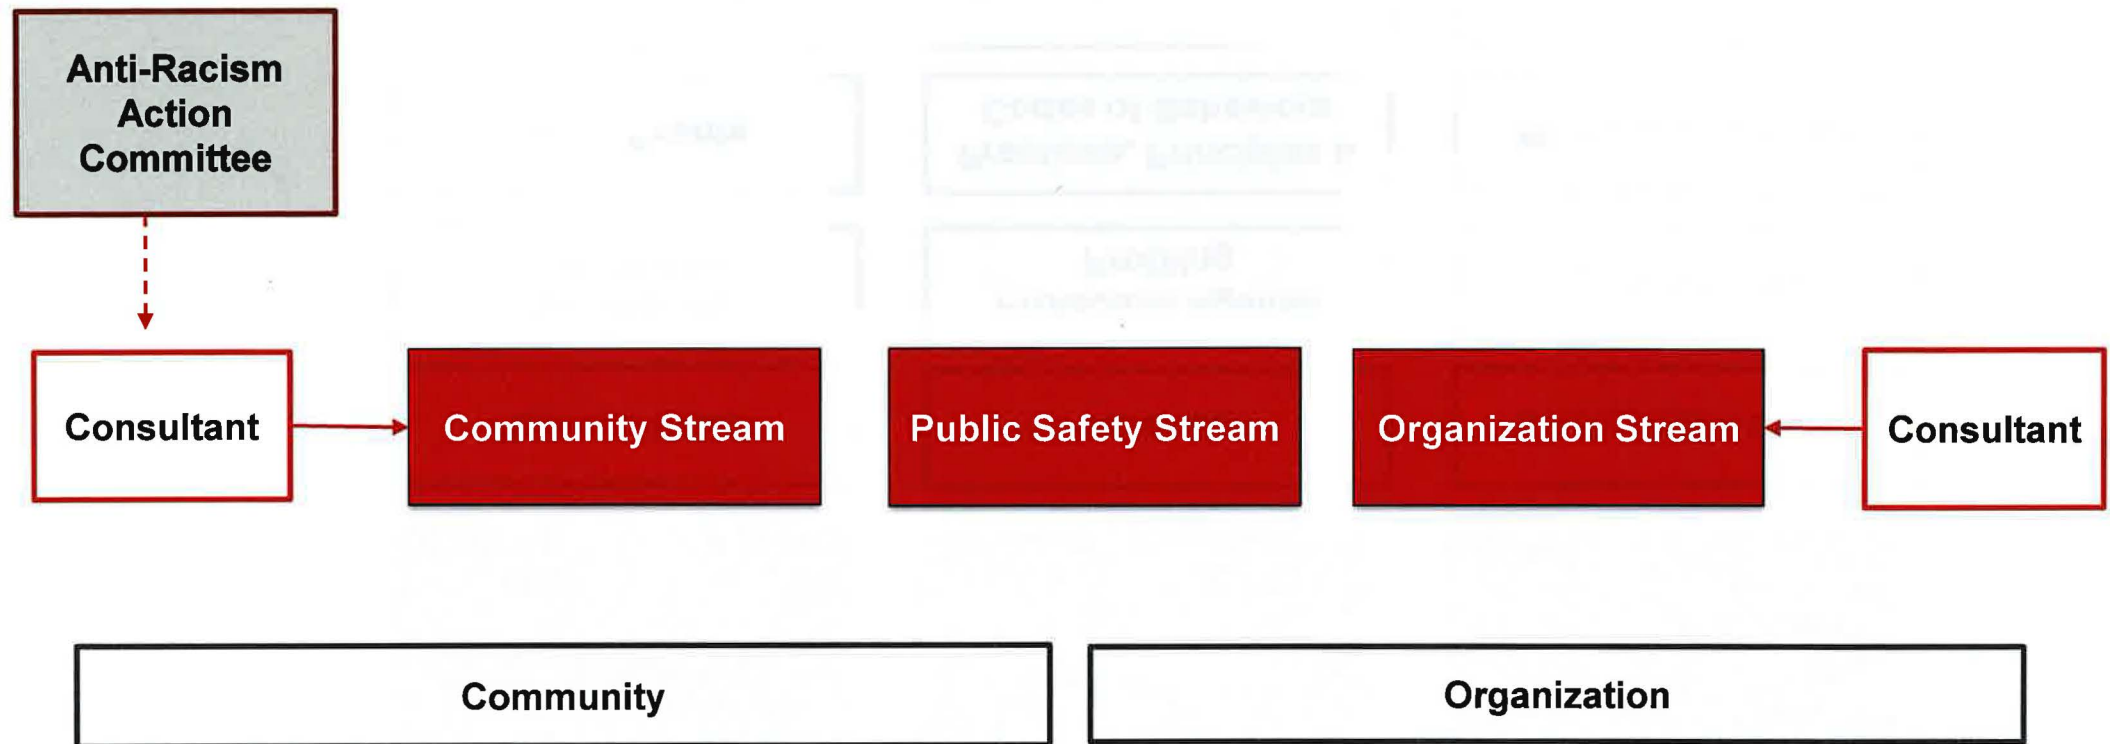 Anti-Racism
Action
Committee
Consultant
Community Stream
Public Safety Stream
Organization Stream
Consultant
Community
Organization